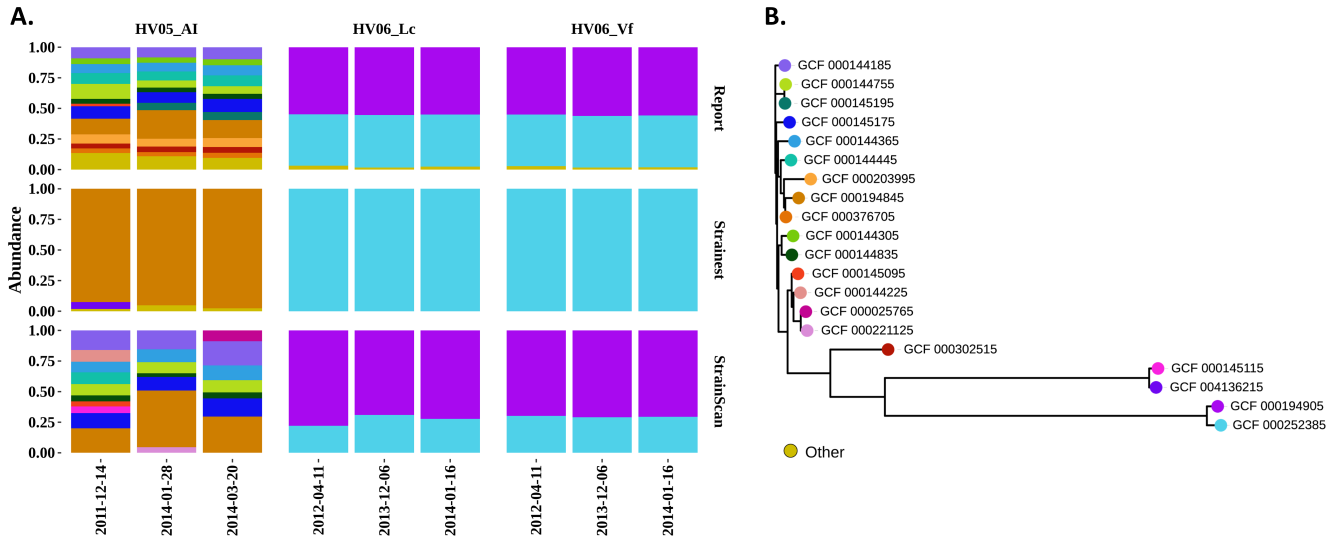 A.
HV05_AI
HV06_Lc
HV06_Vf
1.00
0.75
0.50
0.25
0.00
Report
1.00
0.75
0.50
0.25
0.00
Strainest
1.00
0.75
0.50
0.25
0.00
StrainScan
Abundance
2011-12-14
2014-01-28
2014-03-20
2012-04-11
2013-12-06
2014-01-16
2012-04-11
2013-12-06
2014-01-16
B.
GCF 000144185
GCF 000144755
GCF 000145195
GCF 000145175
GCF 000144365
GCF 000144445
GCF 000203995
GCF 000194845
GCF 000376705
GCF 000144305
GCF 000144835
GCF 000145095
GCF 000144225
GCF 000025765
GCF 000221125
GCF 000302515
GCF 000145115
GCF 004136215
GCF 000194905
GCF 000252385
Other